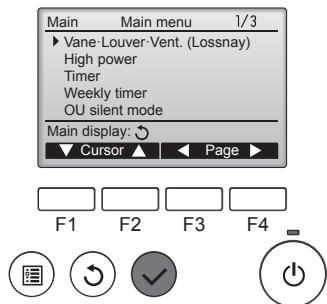 Main Main menu 1/3
Vane·Louver·Vent. (Lossnay)
High power
Timer
Weekly timer
OU silent mode
Main display:
Cursor Page
F1 F2 F3 F4